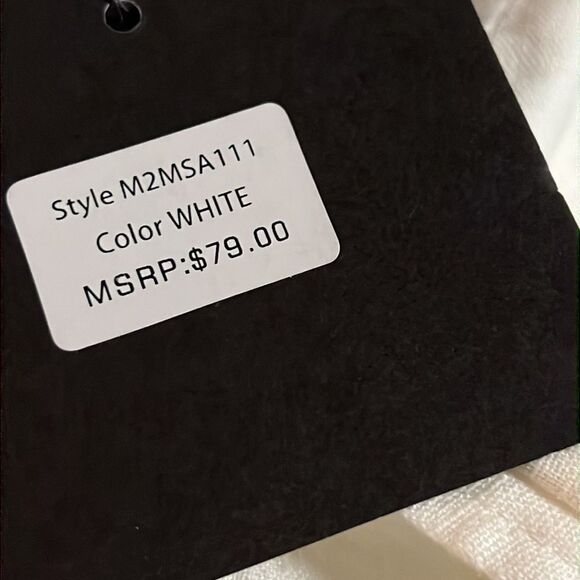 Style M2MSA111
Color WHITE
MSRP:$79.00